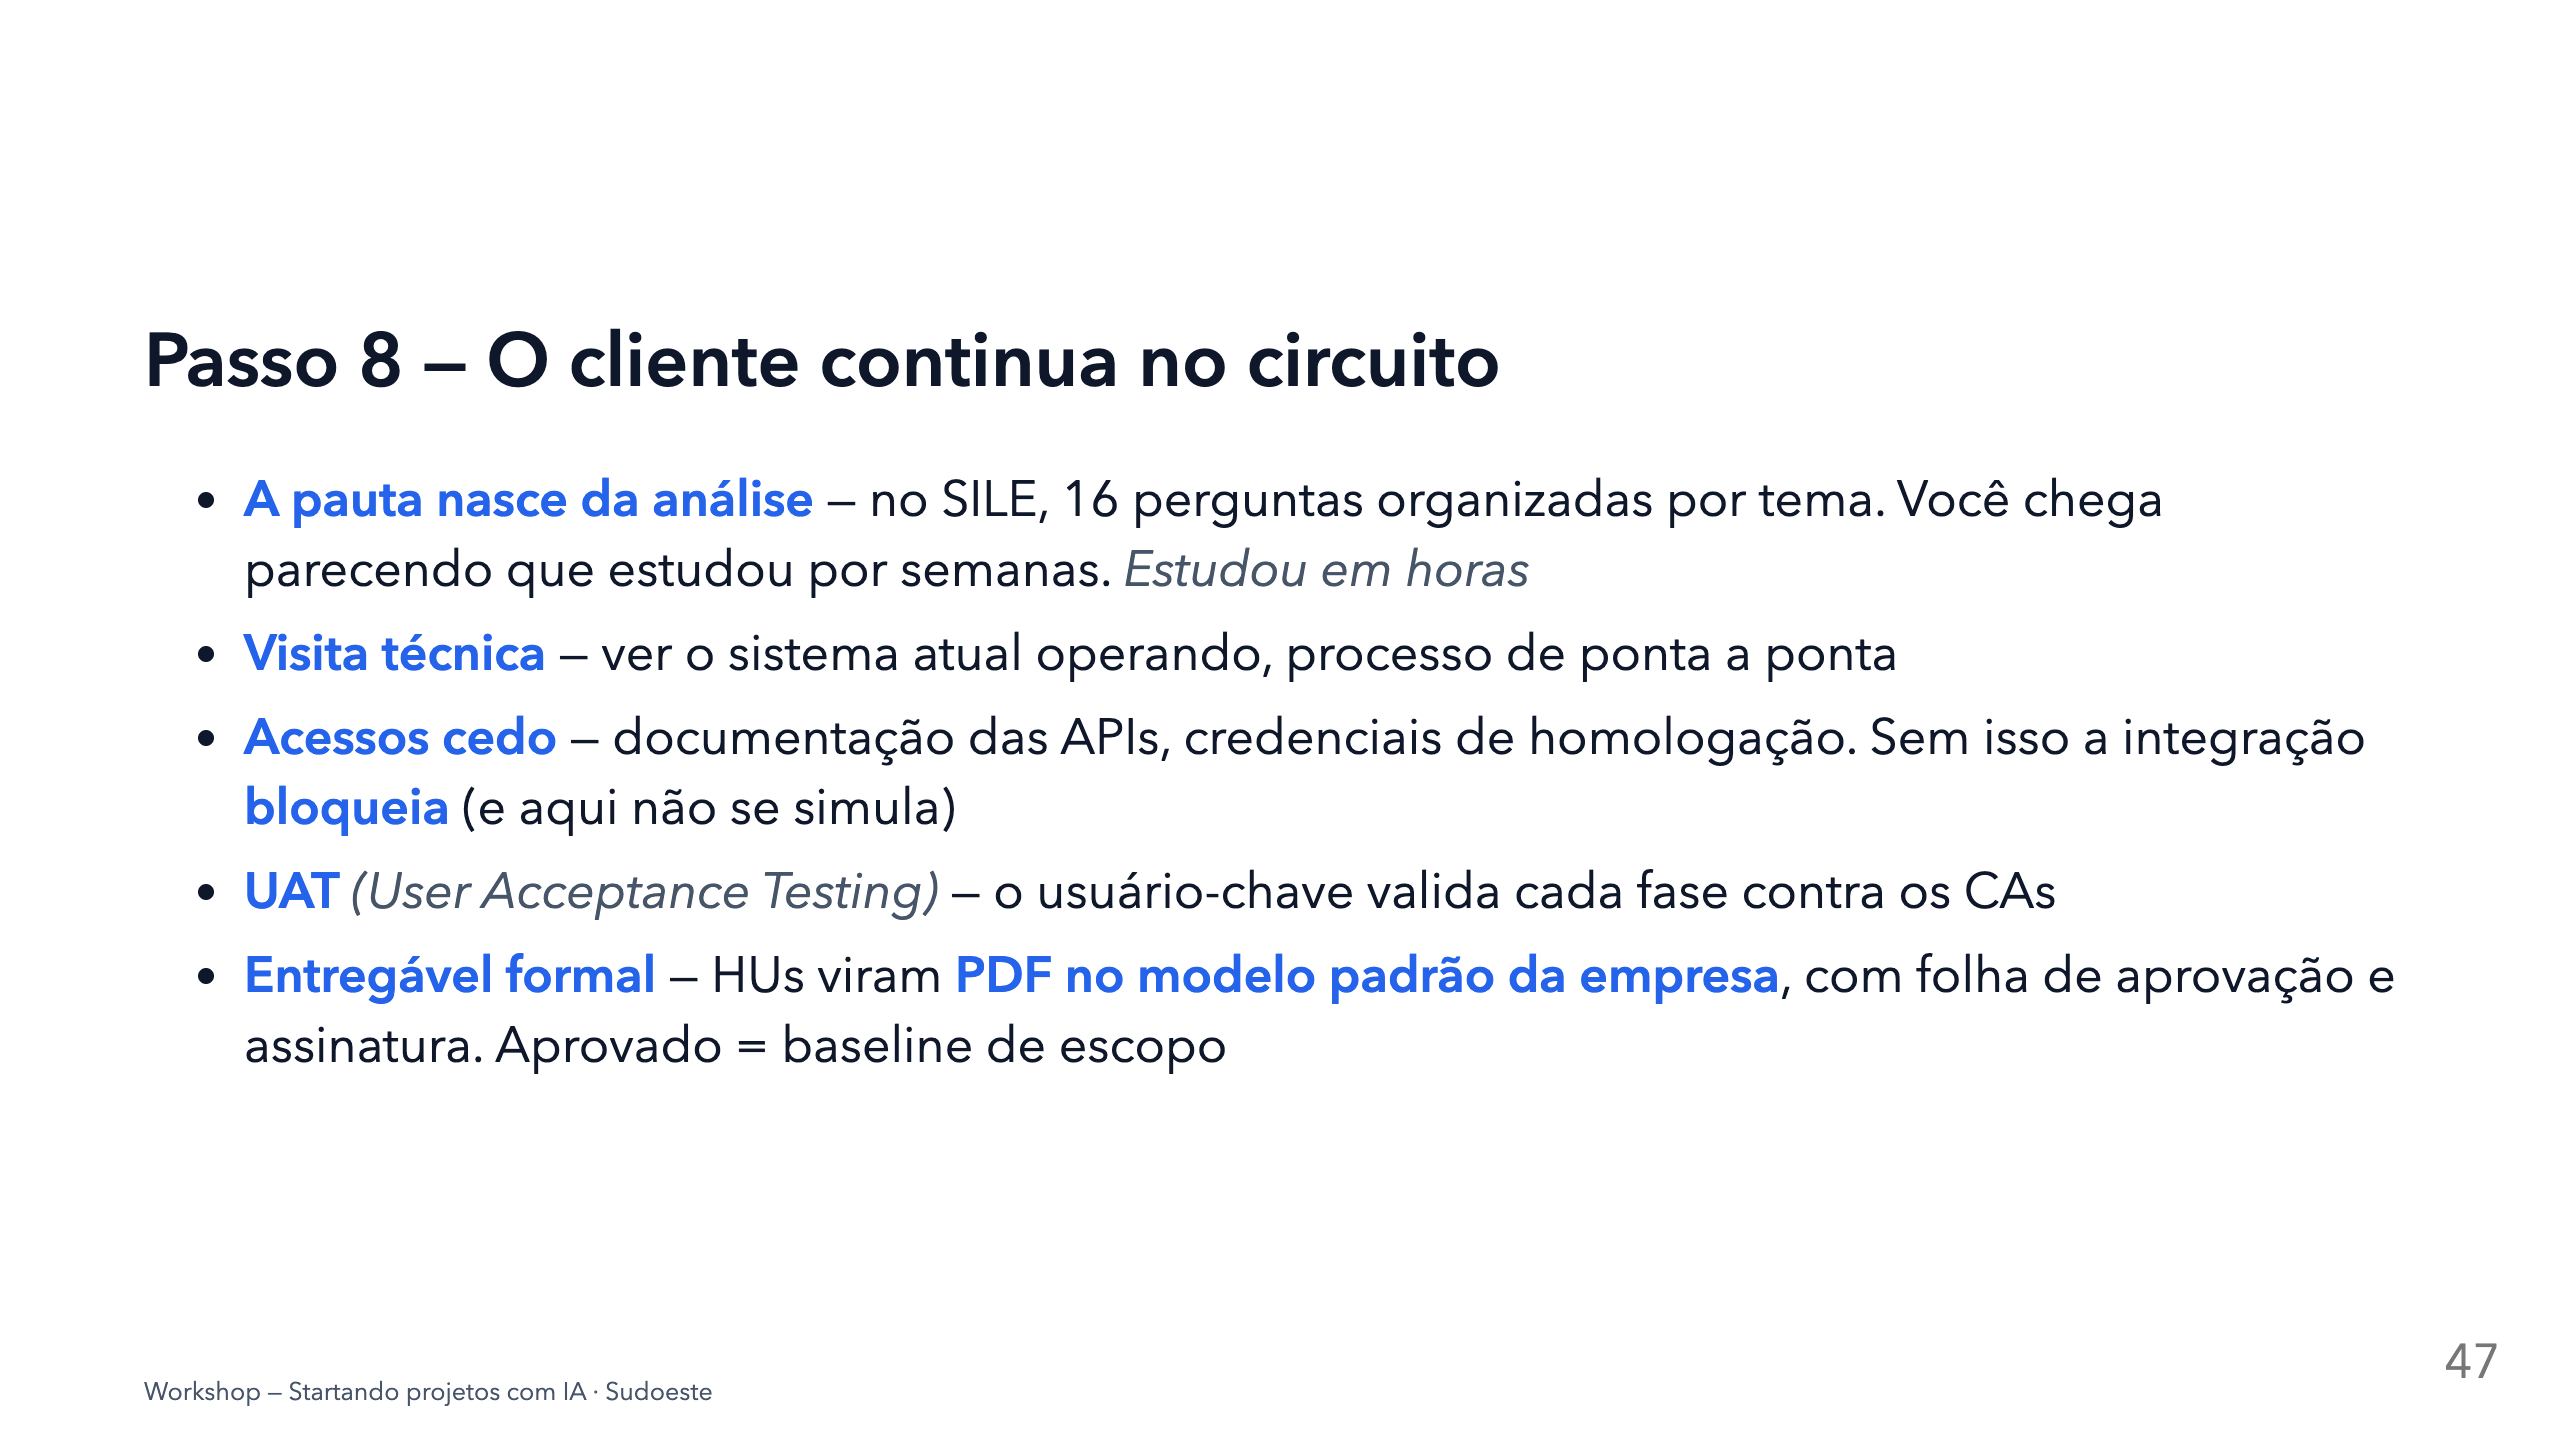 Passo 8 – O cliente continua no circuito
• A pauta nasce da análise – no SILE, 16 perguntas organizadas por tema. Você chega
parecendo que estudou por semanas. Estudou em horas
• Visita técnica – ver o sistema atual operando, processo de ponta a ponta
• Acessos cedo – documentação das APIs, credenciais de homologação. Sem isso a integração
bloqueia (e aqui não se simula)
• UAT (User Acceptance Testing) – o usuário-chave valida cada fase contra os CAs
• Entregável formal – HUs viram PDF no modelo padrão da empresa, com folha de aprovação e
assinatura. Aprovado = baseline de escopo
Workshop – Startando projetos com IA · Sudoeste
47